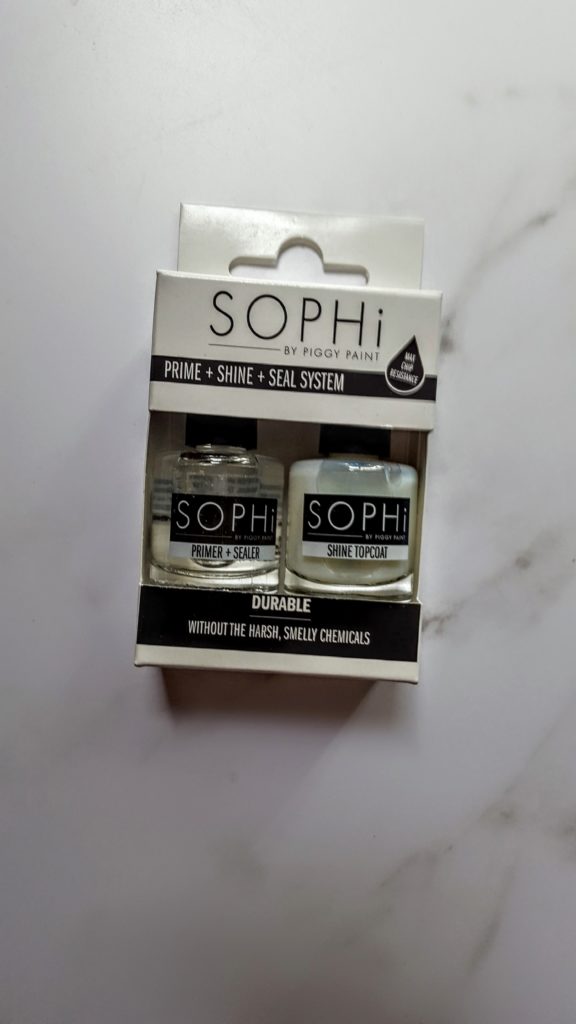 SOPHi
BY PIGGY PAINT
PRIME + SHINE + SEAL SYSTEM
MAX
CHIP
RESISTANCE
SOPHi
BY PIGGY PAINT
PRIMER + SEALER
SOPHi
BY PIGGY PAINT
SHINE TOPCOAT
DURABLE
WITHOUT THE HARSH, SMELLY CHEMICALS